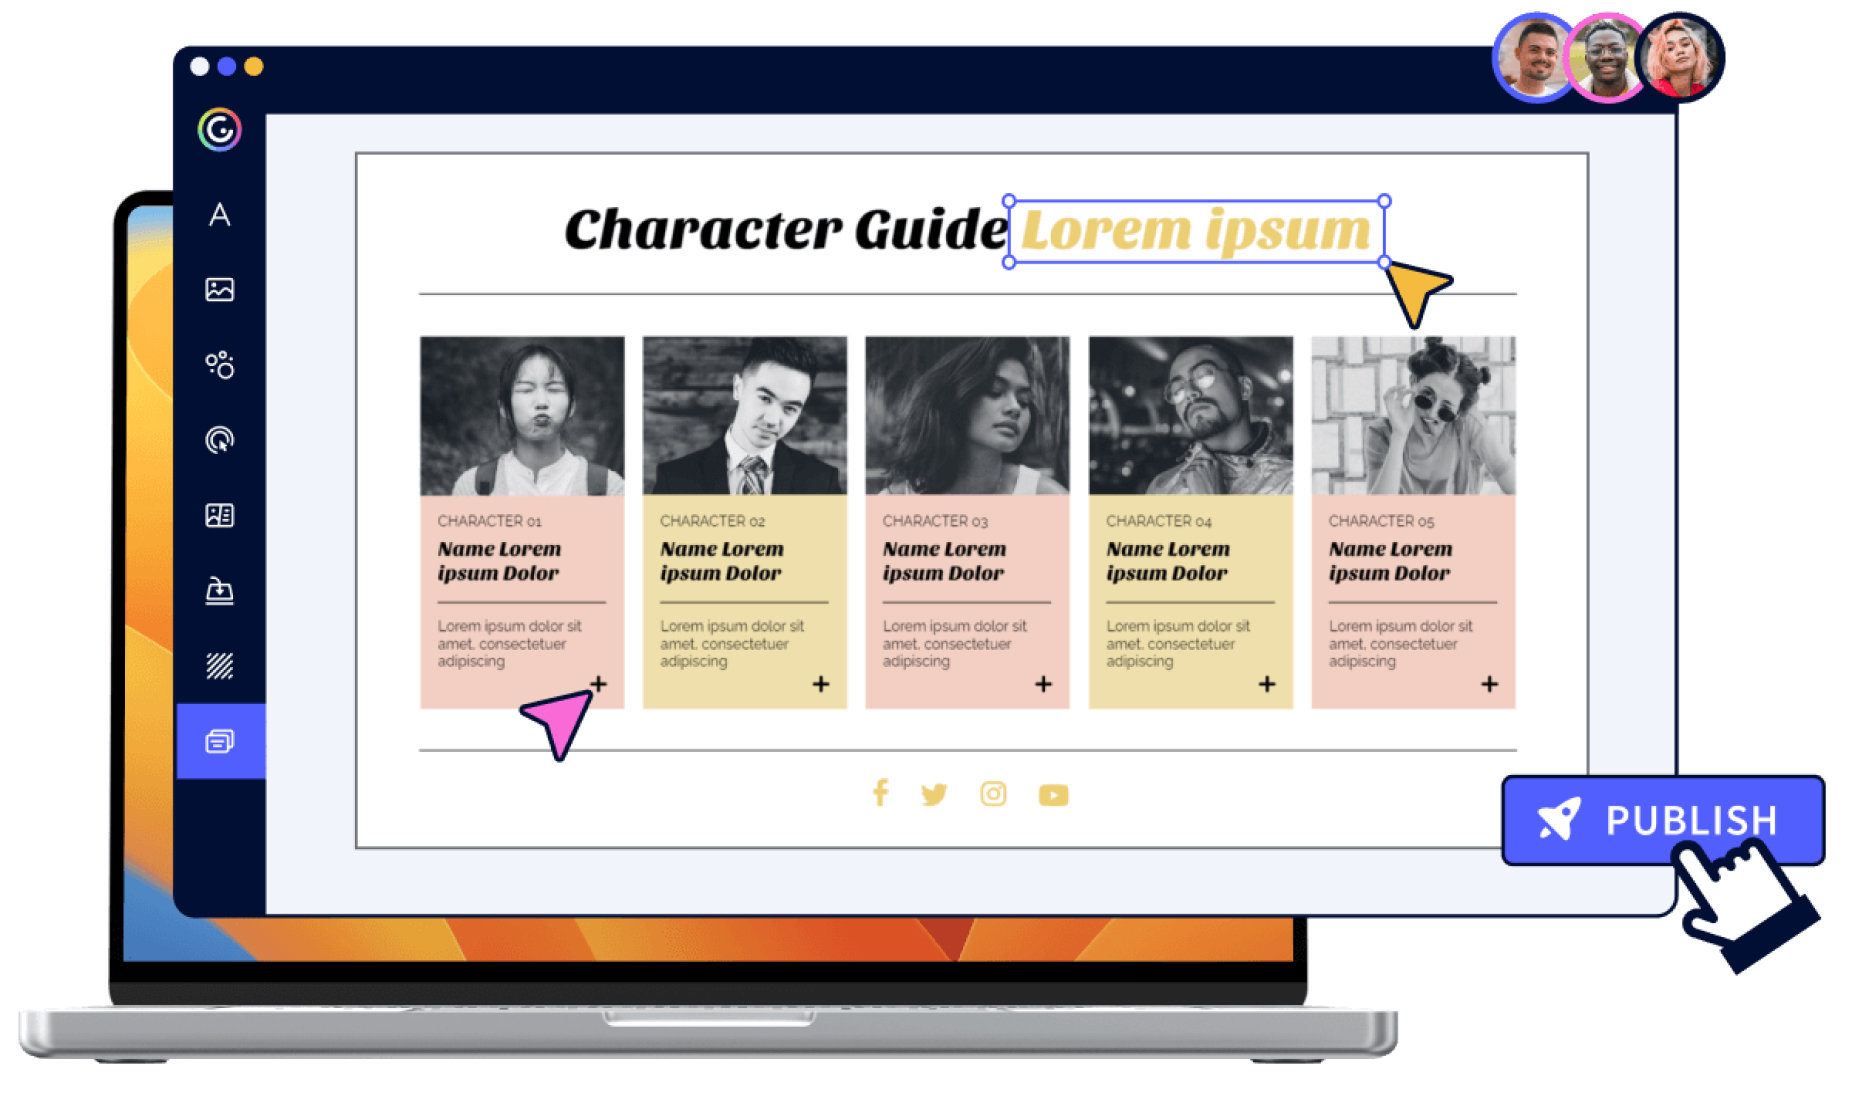 Character Guide Lorem ipsum
CHARACTER 01
Name Lorem
ipsum Dolor
Lorem ipsum dolor sit
amet, consectetuer
adipiscing
+
CHARACTER 02
Name Lorem
ipsum Dolor
Lorem ipsum dolor sit
amet, consectetuer
adipiscing
+
CHARACTER 03
Name Lorem
ipsum Dolor
Lorem ipsum dolor sit
amet, consectetuer
adipiscing
+
CHARACTER 04
Name Lorem
ipsum Dolor
Lorem ipsum dolor sit
amet, consectetuer
adipiscing
+
CHARACTER 05
Name Lorem
ipsum Dolor
Lorem ipsum dolor sit
amet, consectetuer
adipiscing
+
PUBLISH